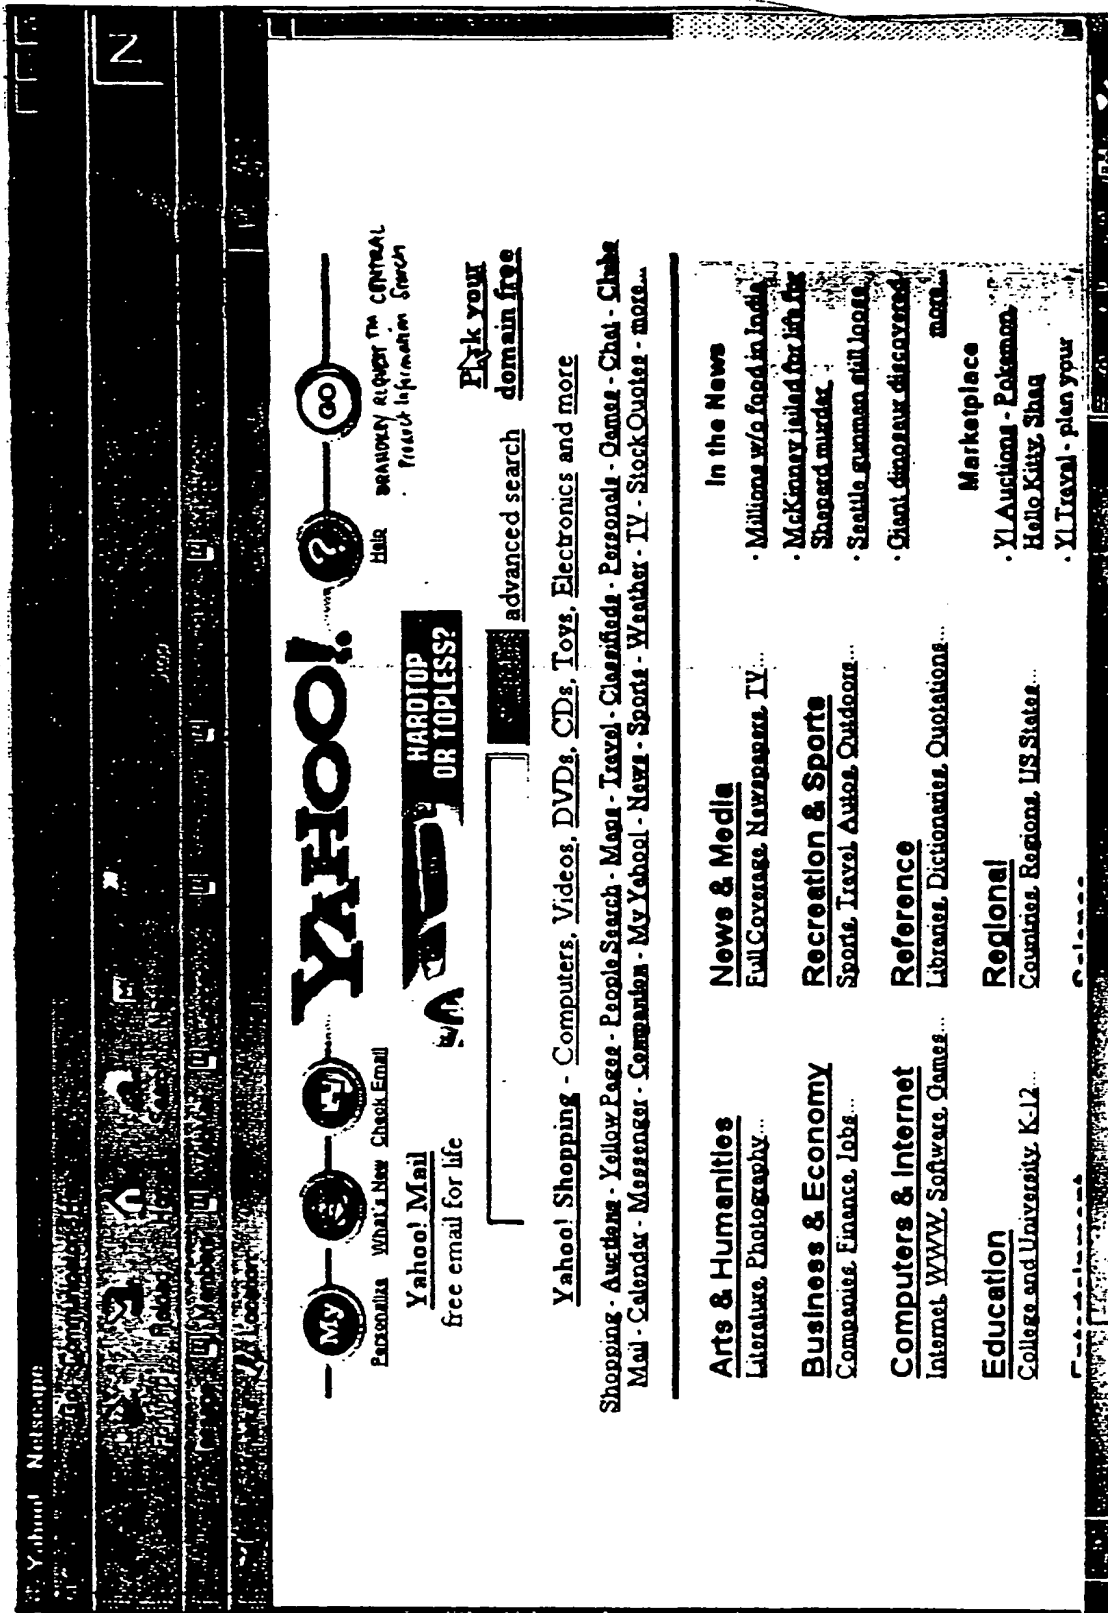 Yahoo! Netscape
N
Location
My
GO
YAHOO!
Personalize
What's New
Check Email
Help
Yahoo! Mail
free email for life
HARDTOP
OR TOPLESS?
CENTRAL
Information Search
Park your
domain free
advanced search
Yahoo! Shopping - Computers, Videos, DVDs, CDs, Toys, Electronics and more
Shopping - Auctions - Yellow Pages - People Search - Maps - Travel - Classifieds - Personals - Games - Chat - Clubs
Mail - Calendar - Messenger - Companion - My Yahoo! - News - Sports - Weather - TV - Stock Quotes - more...
Arts & Humanities
Literature, Photography...
Business & Economy
Companies, Finance, Jobs...
Computers & Internet
Internet, WWW, Software, Games...
Education
College and University, K-12...
News & Media
Full Coverage, Newspapers, TV...
Recreation & Sports
Sports, Travel, Autos, Outdoors...
Reference
Libraries, Dictionaries, Quotations...
Regional
Countries, Regions, US States...
In the News
· Millions w/o food in India
· McKinney jailed for life for
Shepard murder
· Seattle gunman still loose
· Giant dinosaur discovered
more...
Marketplace
· Y! Auctions - Pokemon,
Hello Kitty, Shaq
· Y! Travel - plan your